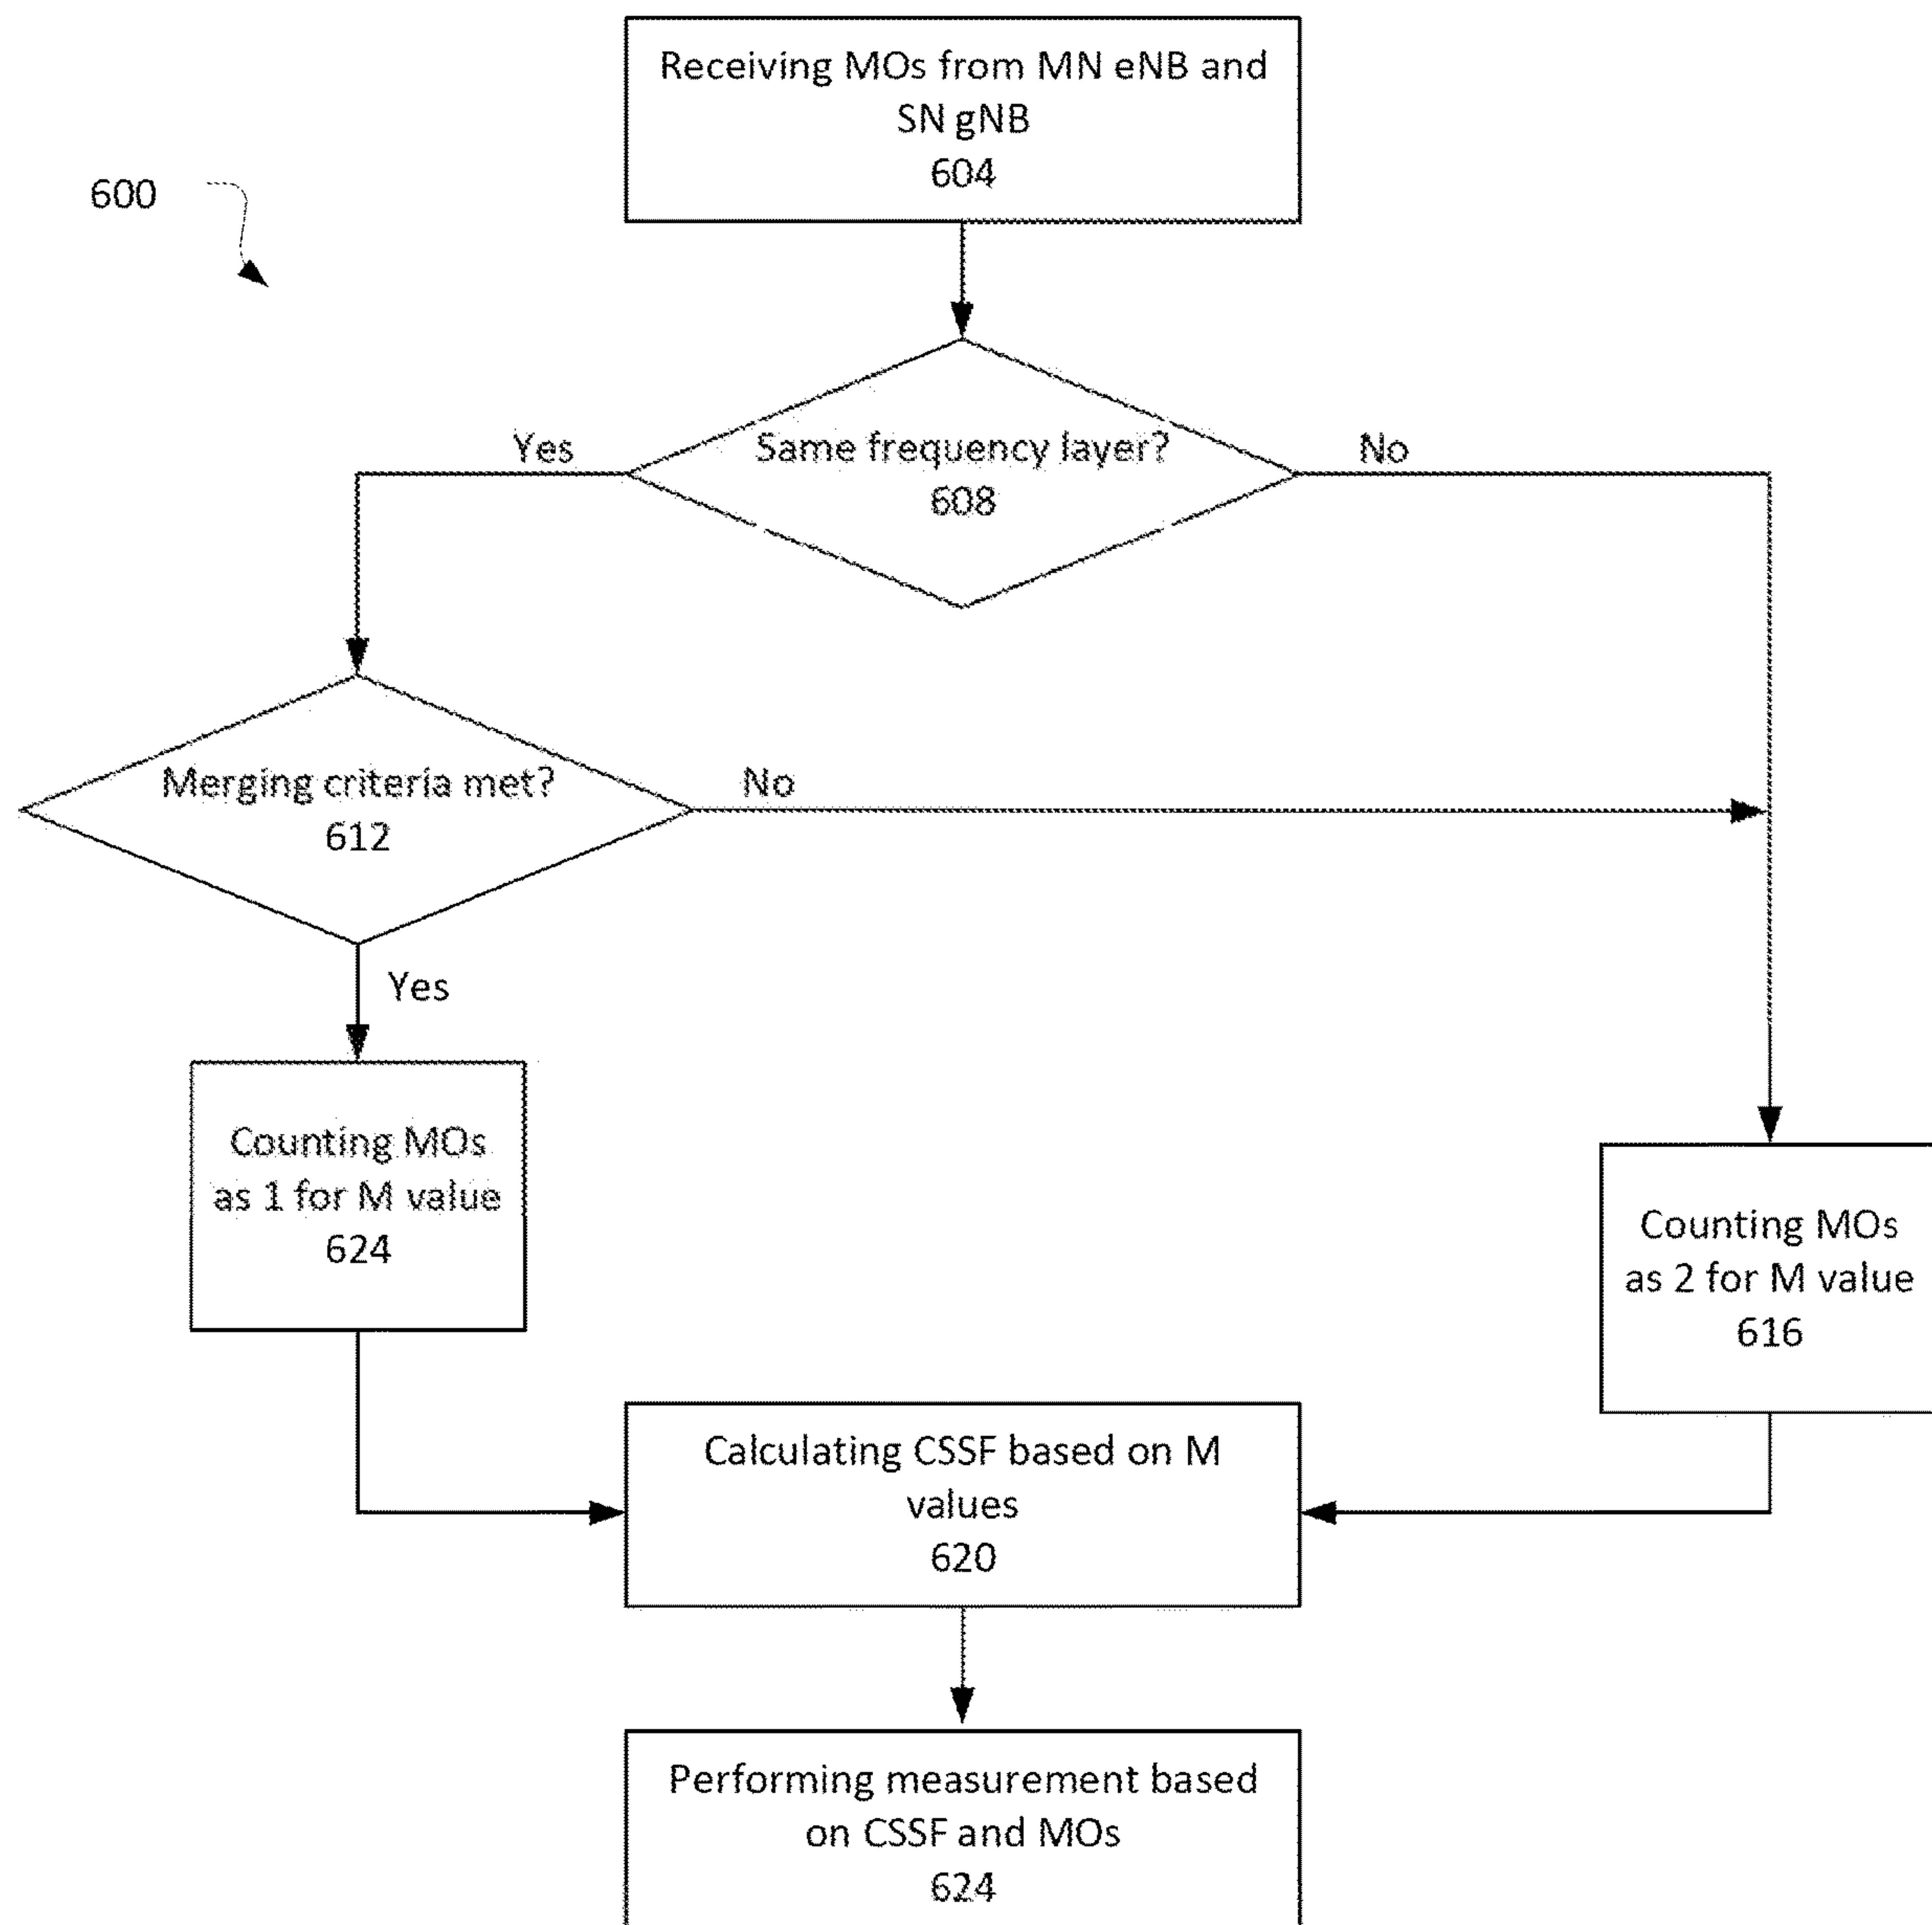 Receiving MOs from MN eNB and
SN gNB
604
600
Same frequency layer?
608
Yes
No
Merging criteria met?
612
No
Yes
Counting MOs
as 1 for M value
624
Counting MOs
as 2 for M value
616
Calculating CSSF based on M
values
620
Performing measurement based
on CSSF and MOs
624